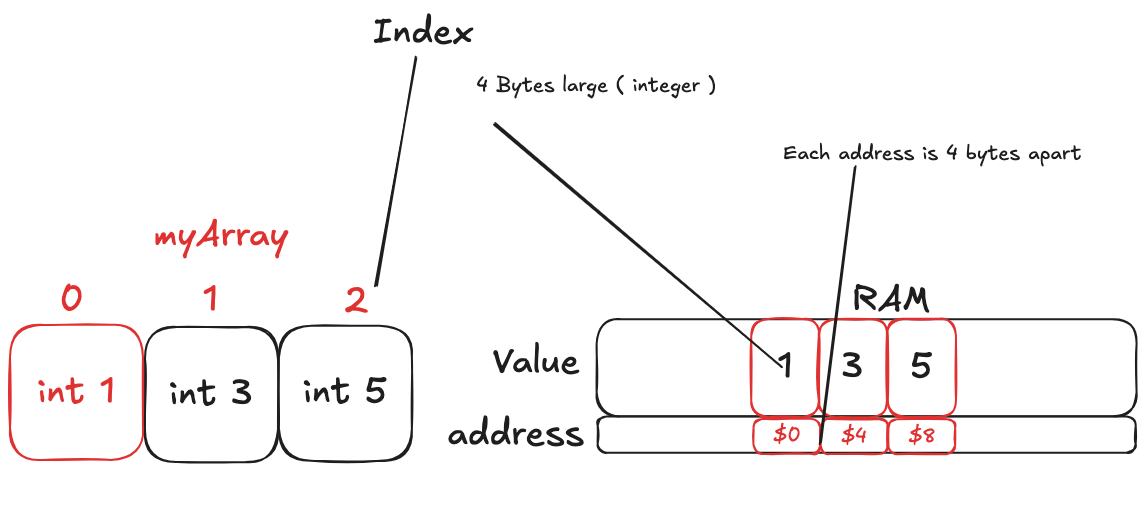 Index
4 Bytes large ( integer )
Each address is 4 bytes apart
myArray
0 1 2
RAM
int 1 int 3 int 5
Value 1 3 5
address $0 $4 $8